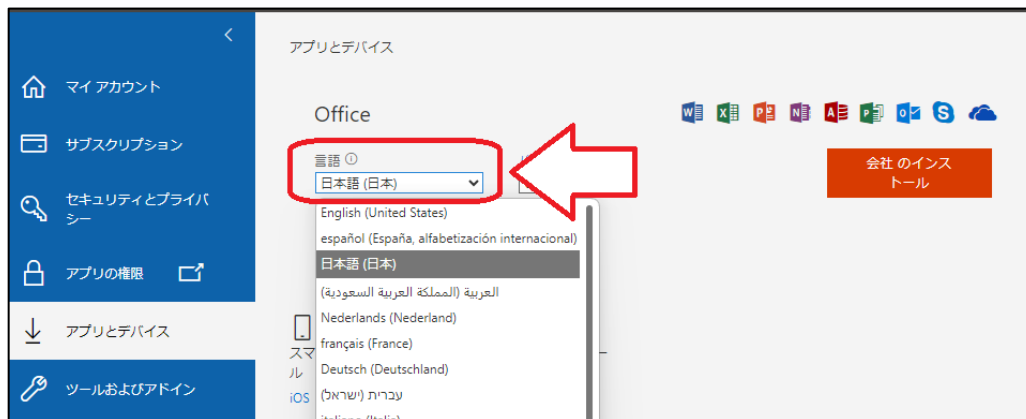 アプリとデバイス
マイ アカウント
サブスクリプション
セキュリティとプライバ
シー
アプリの権限
アプリとデバイス
ツールおよびアドイン
Office
言語
日本語 (日本)
English (United States)
español (España, alfabetización internacional)
日本語 (日本)
العربية (المملكة العربية السعودية)
Nederlands (Nederland)
français (France)
Deutsch (Deutschland)
עברית (ישראל)
italiano (Italia)
会社 のインス
トール
スマ
ル
iOS